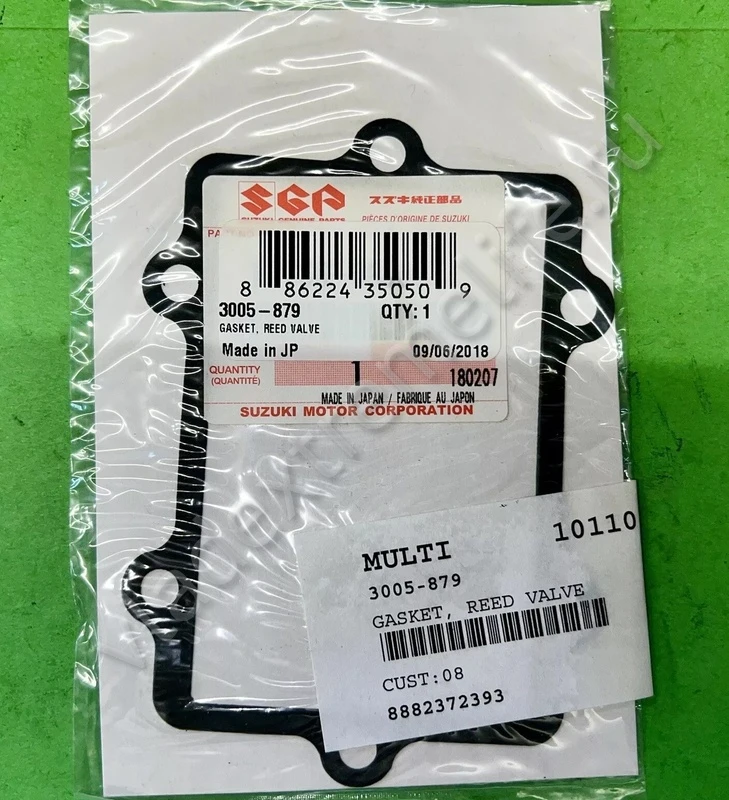 SGP
スズキ純正部品
SUZUKI GENUINE PARTS
PIÈCES D'ORIGINE DE SUZUKI
8 86224 35050 9
3005-879 QTY: 1
GASKET, REED VALVE
Made in JP 09/06/2018
QUANTITY
(QUANTITÉ)
1 180207
MADE IN JAPAN / FABRIQUE AU JAPON
SUZUKI MOTOR CORPORATION
MULTI 10110
3005-879
GASKET, REED VALVE
CUST:08
8882372393